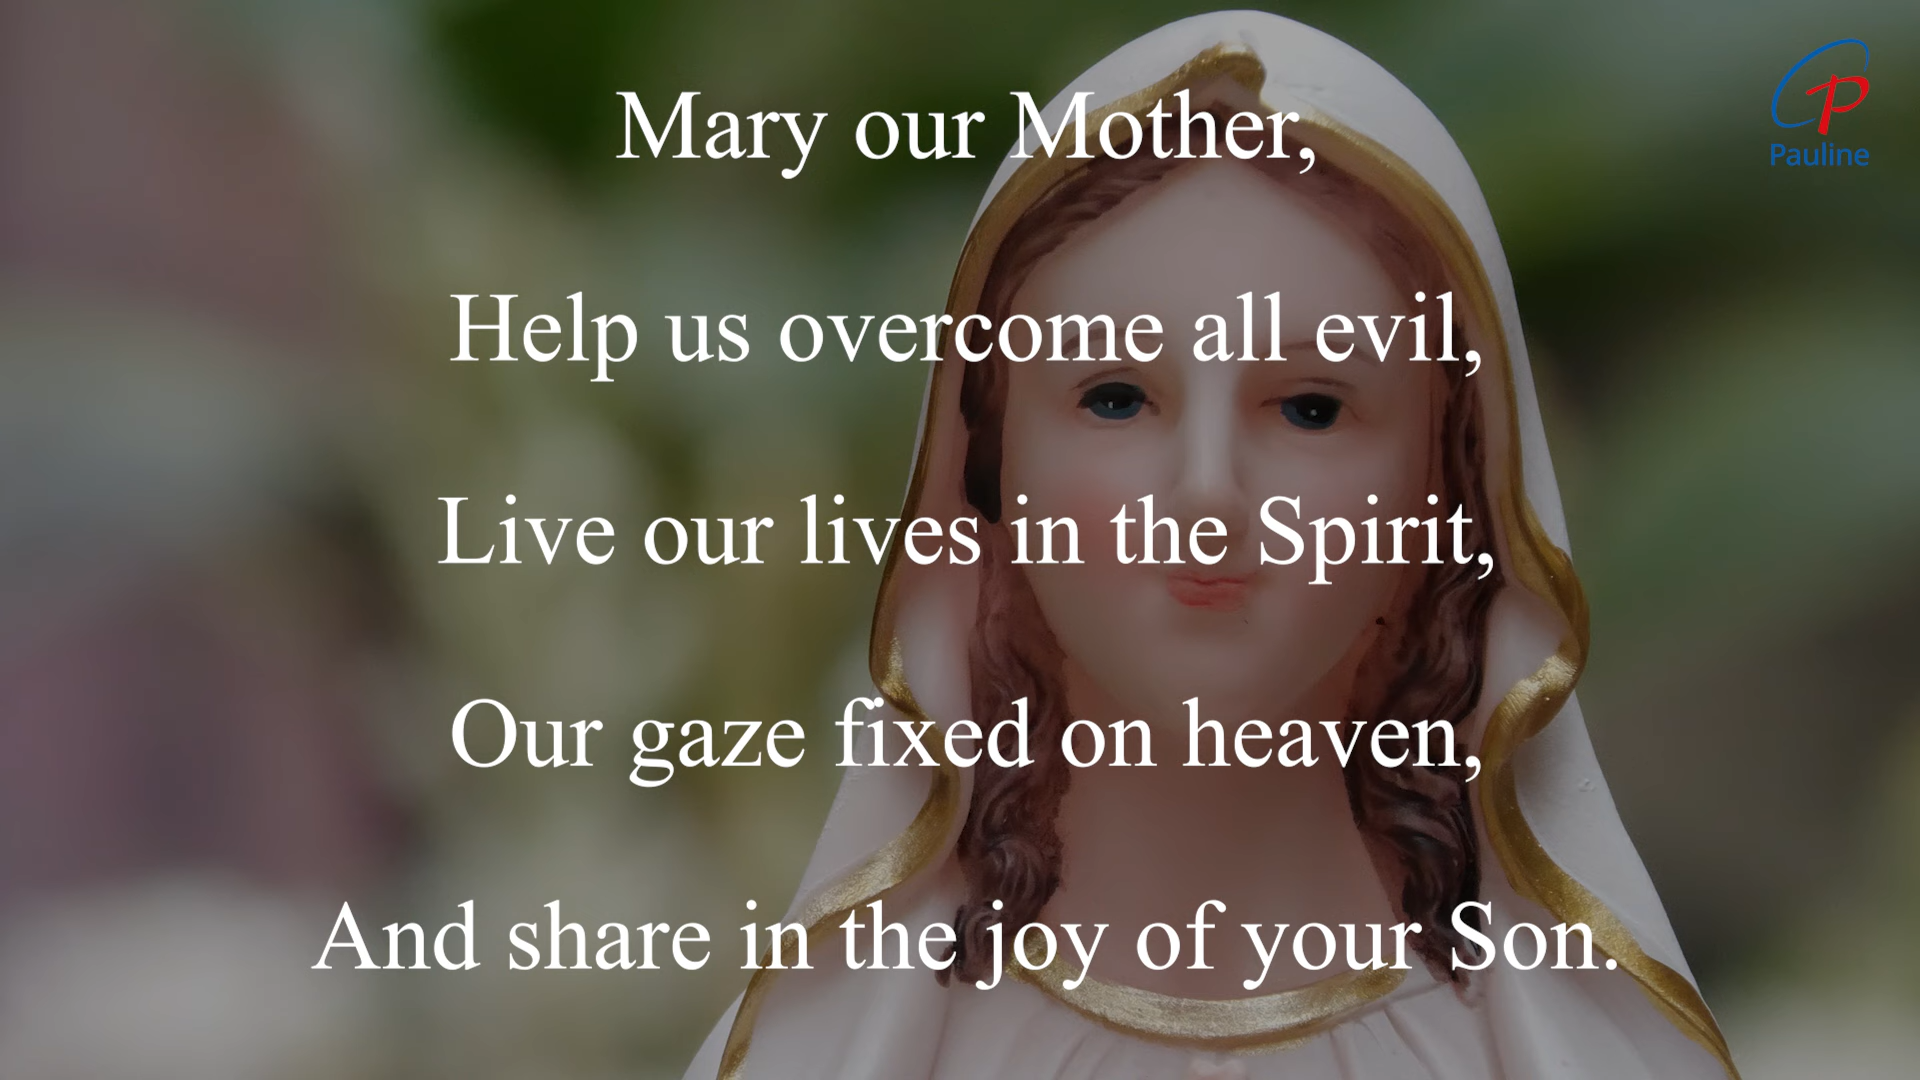 Mary our Mother,
Pauline
Help us overcome all evil,
Live our lives in the Spirit,
Our gaze fixed on heaven,
And share in the joy of your Son.